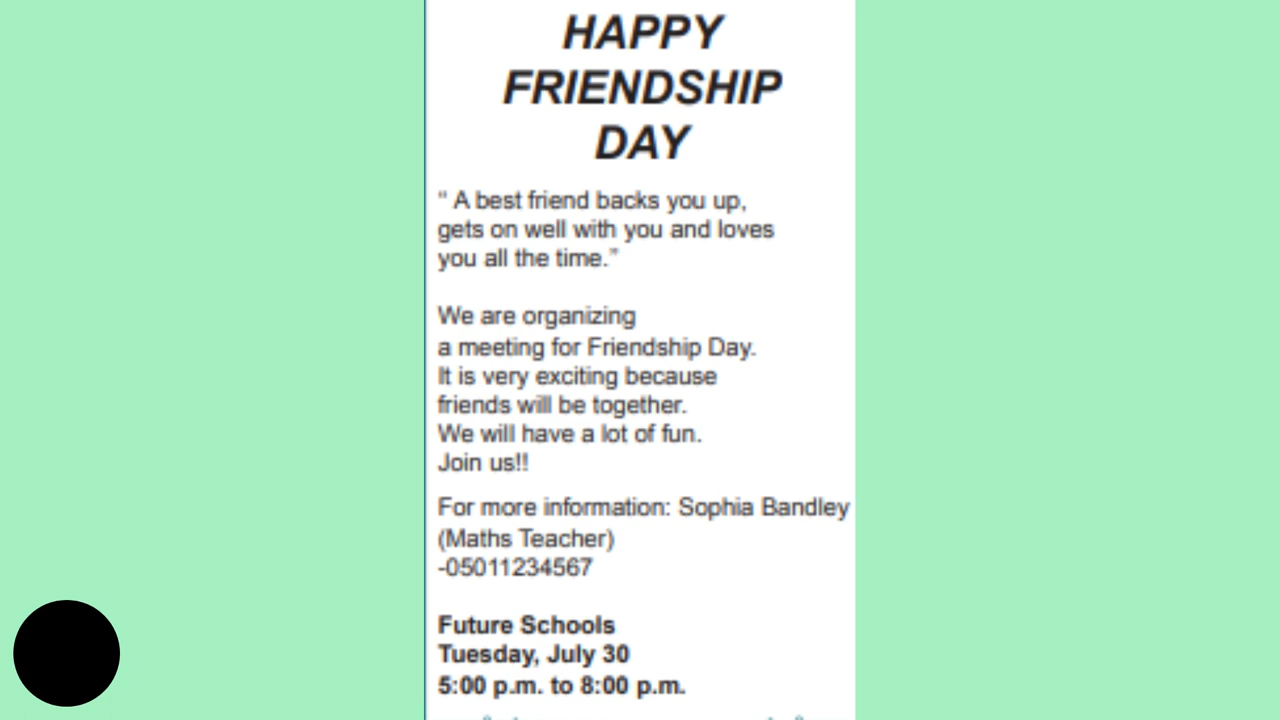 HAPPY
FRIENDSHIP
DAY
" A best friend backs you up,
gets on well with you and loves
you all the time."
We are organizing
a meeting for Friendship Day.
It is very exciting because
friends will be together.
We will have a lot of fun.
Join us!!
For more information: Sophia Bandley
(Maths Teacher)
-05011234567
Future Schools
Tuesday, July 30
5:00 p.m. to 8:00 p.m.